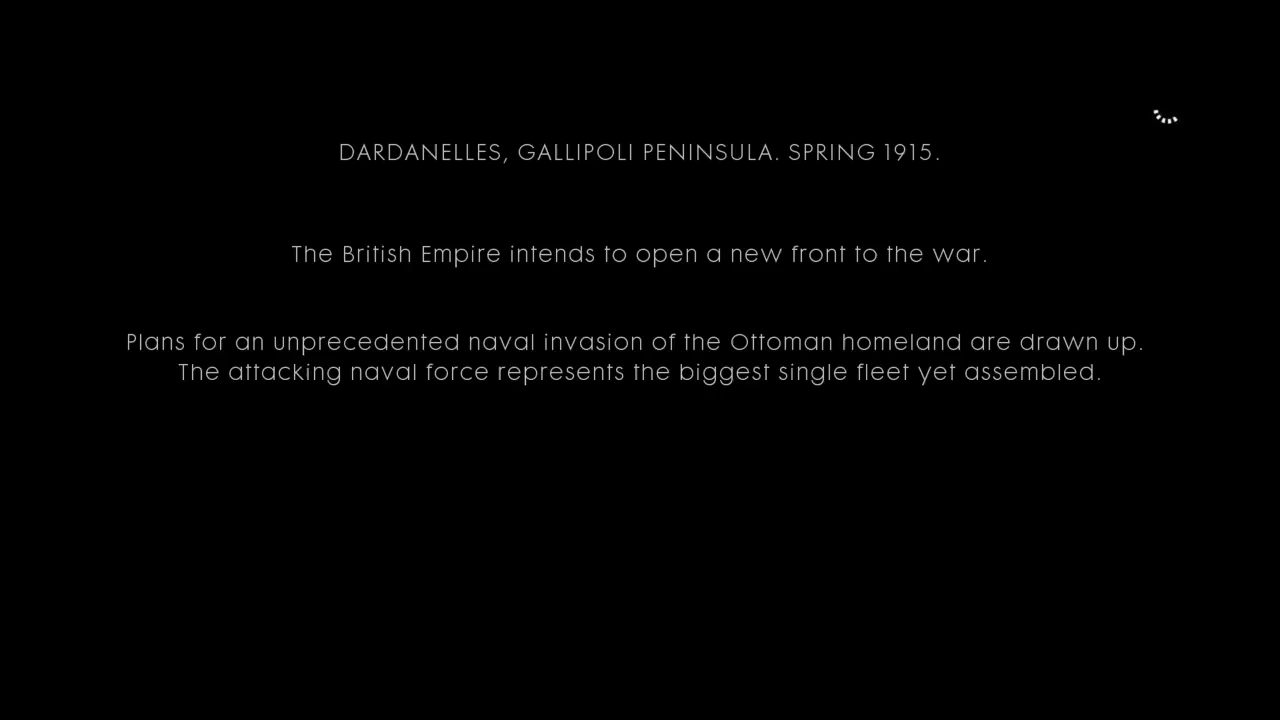 DARDANELLES, GALLIPOLI PENINSULA. SPRING 1915.
The British Empire intends to open a new front to the war.
Plans for an unprecedented naval invasion of the Ottoman homeland are drawn up.
The attacking naval force represents the biggest single fleet yet assembled.